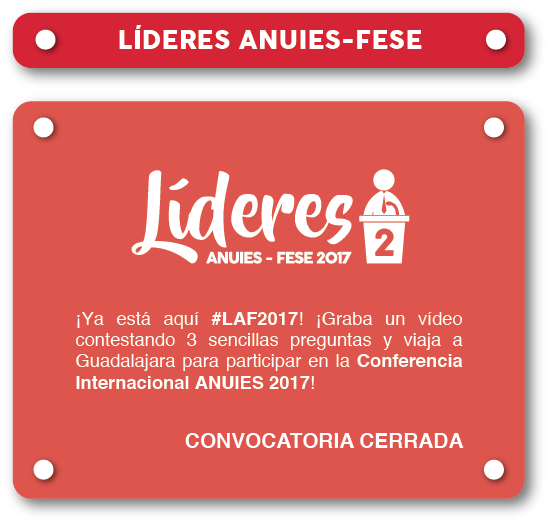 LÍDERES ANUIES-FESE
Líderes
2
ANUIES - FESE 2017
¡Ya está aquí #LAF2017! ¡Graba un vídeo
contestando 3 sencillas preguntas y viaja a
Guadalajara para participar en la Conferencia
Internacional ANUIES 2017!
CONVOCATORIA CERRADA